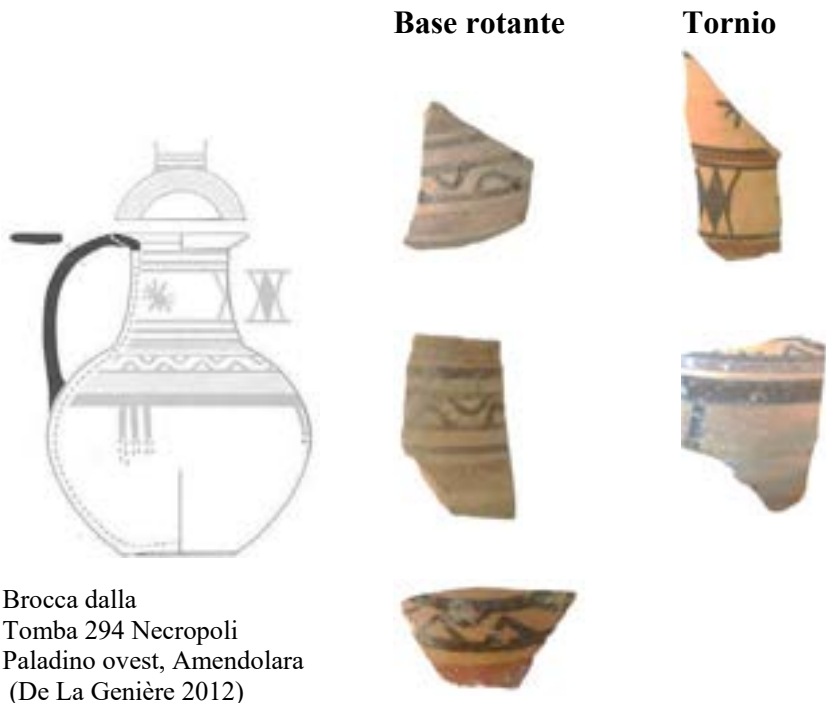 Base rotante
Tornio
Brocca dalla
Tomba 294 Necropoli
Paladino ovest, Amendolara
(De La Genière 2012)